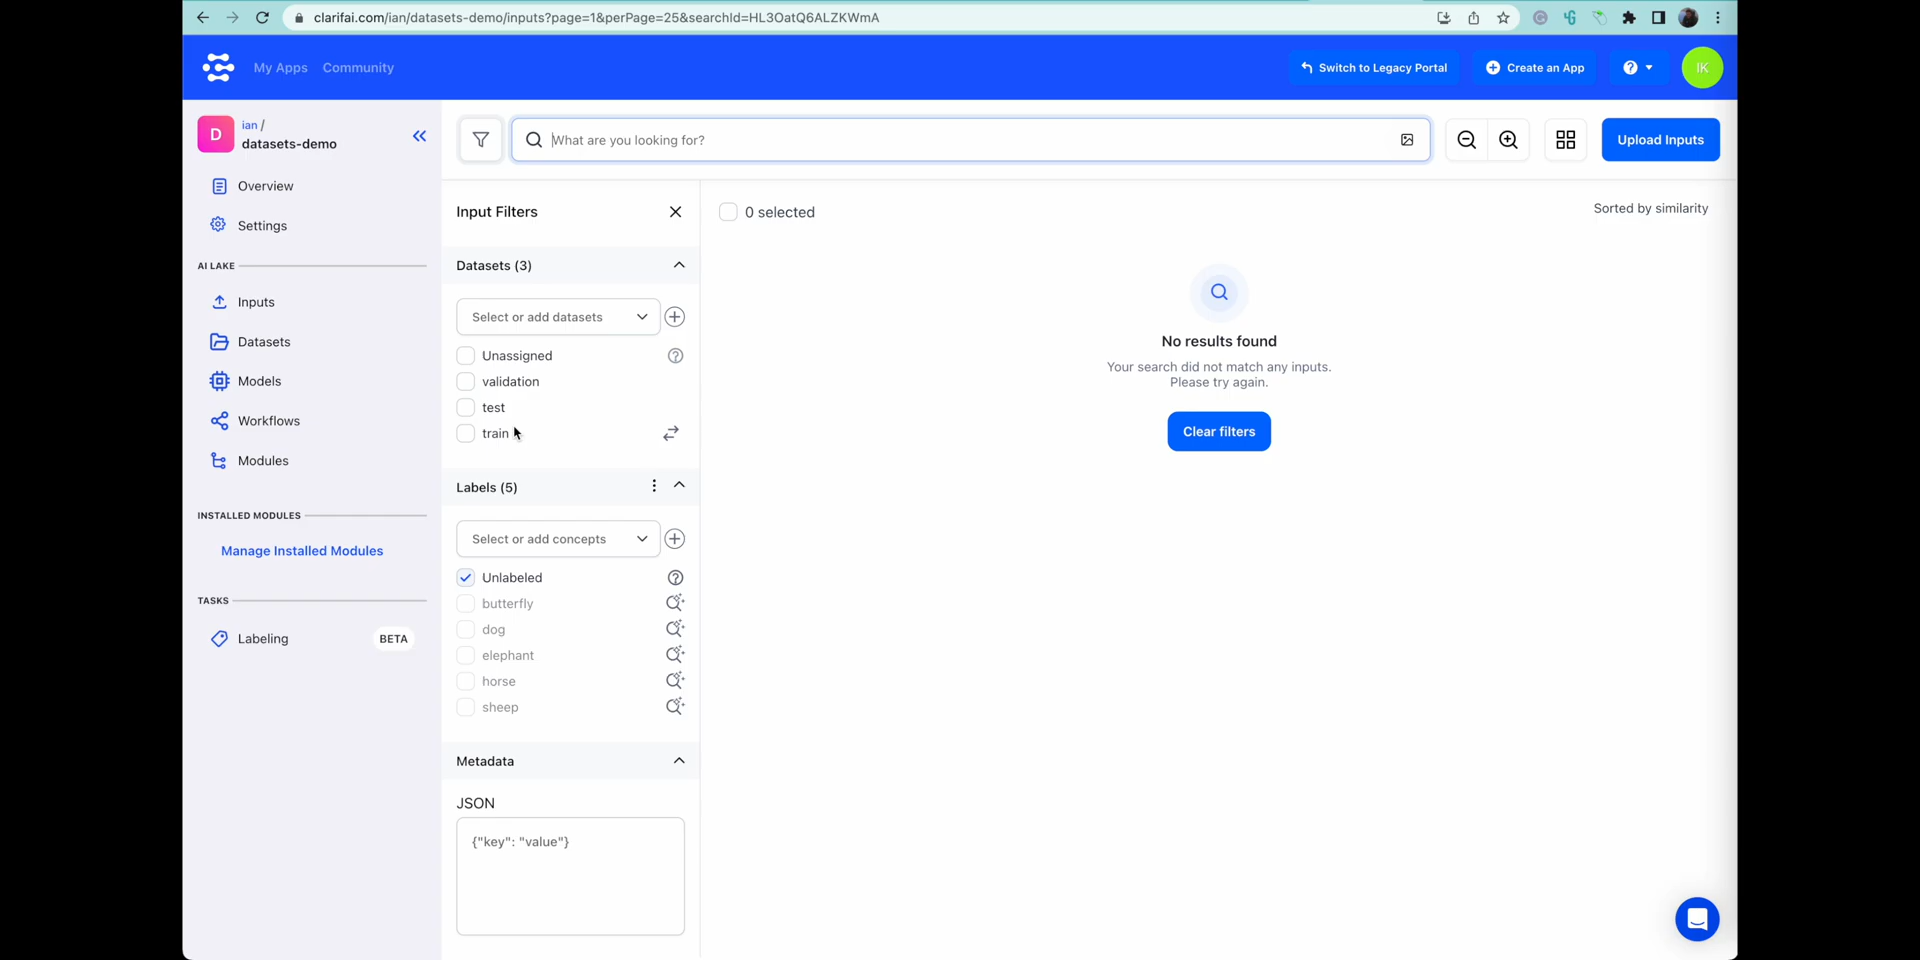 clarifai.com/ian/datasets-demo/inputs?page=1&perPage=25&searchId=HL3OatQ6ALZKWmA
My Apps
Community
Switch to Legacy Portal
Create an App
IK
D
ian /
datasets-demo
Overview
Settings
AI LAKE
Inputs
Datasets
Models
Workflows
Modules
INSTALLED MODULES
Manage Installed Modules
TASKS
Labeling
BETA
What are you looking for?
Upload Inputs
Input Filters
Datasets (3)
Select or add datasets
Unassigned
validation
test
train
Labels (5)
Select or add concepts
Unlabeled
butterfly
dog
elephant
horse
sheep
Metadata
JSON
{"key": "value"}
0 selected
Sorted by similarity
No results found
Your search did not match any inputs.
Please try again.
Clear filters